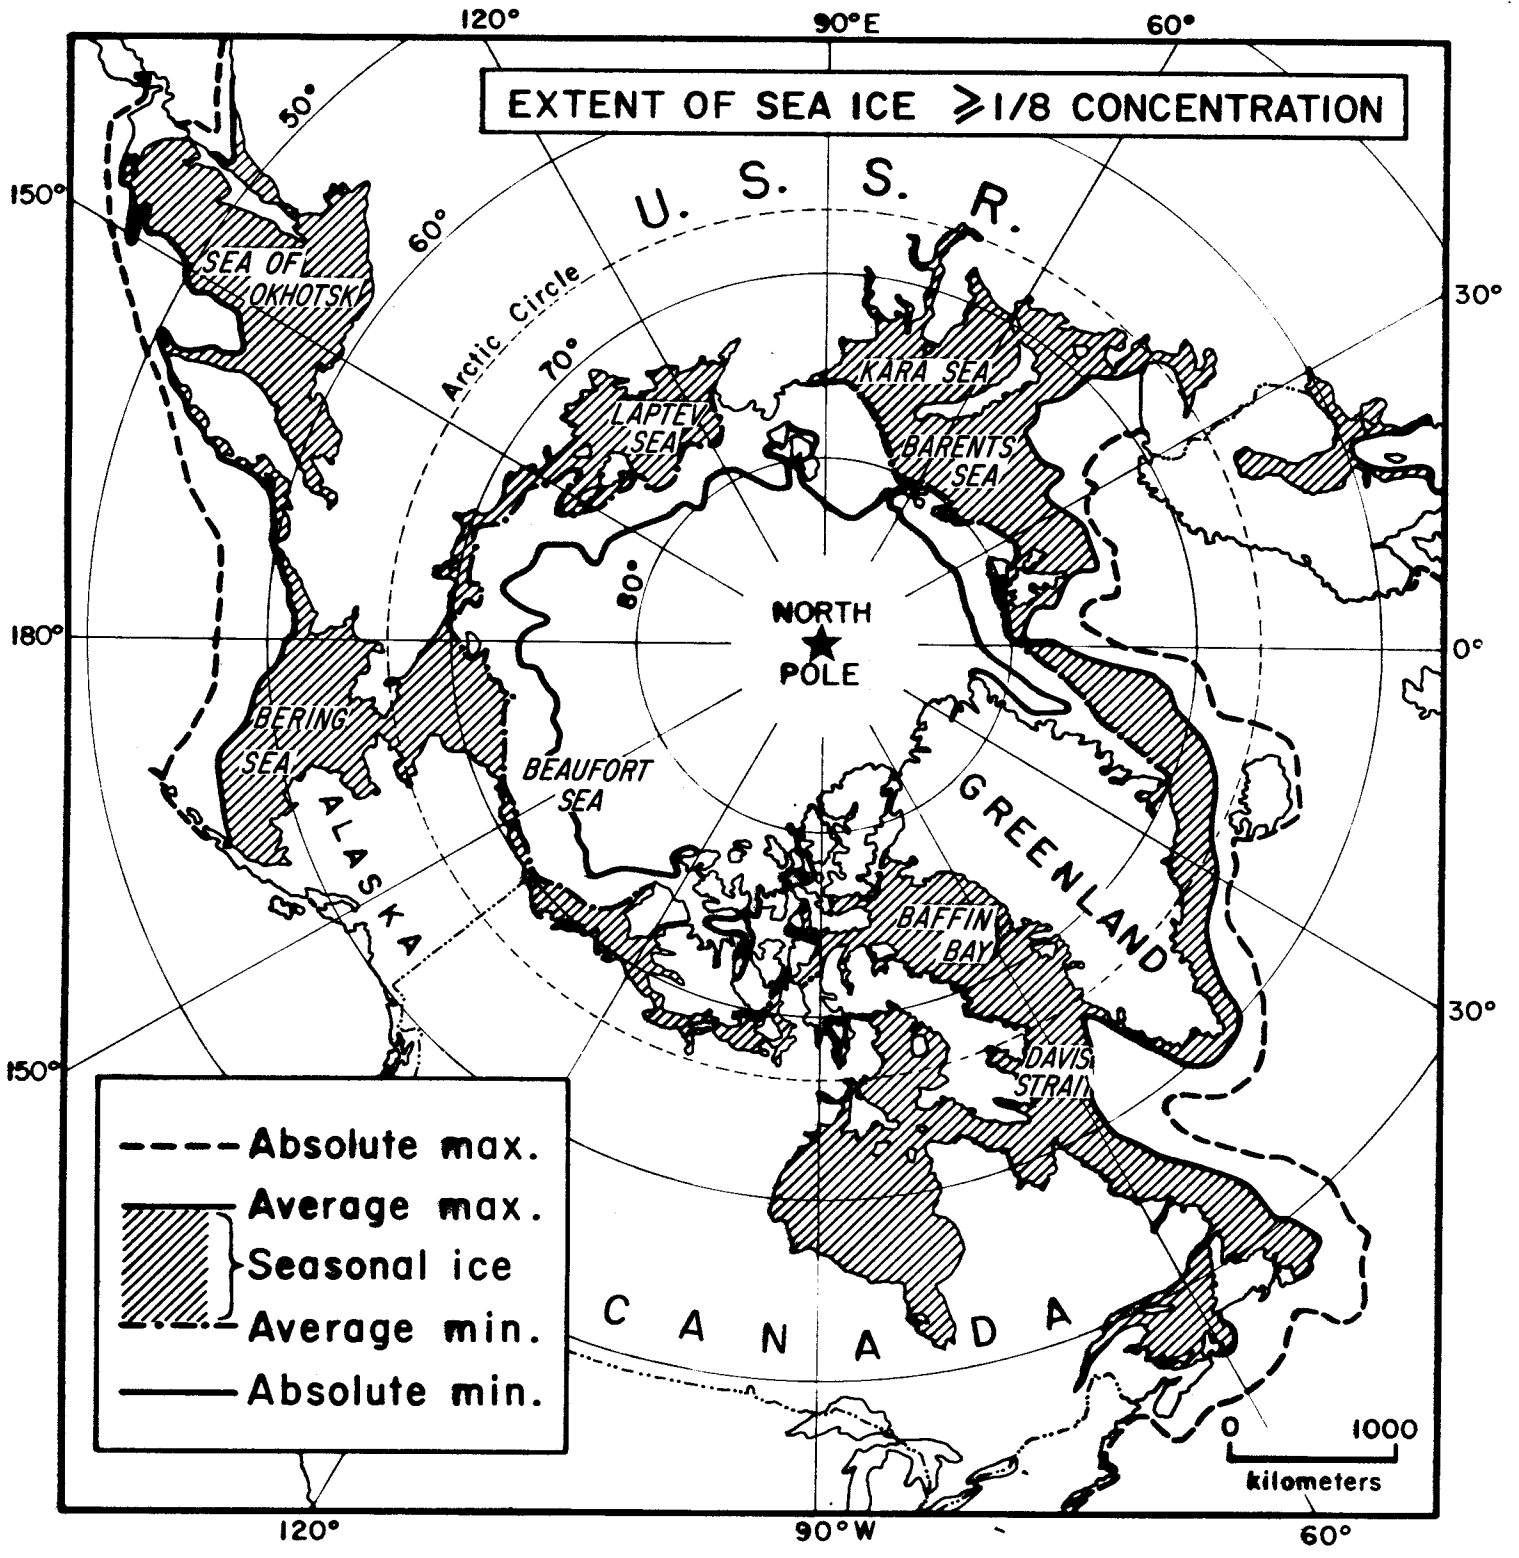 120°
90°E
60°
EXTENT OF SEA ICE ⩾1/8 CONCENTRATION
50°
150°
U. S. S. R.
60°
SEA OF
OKHOTSK
Arctic Circle
30°
70°
KARA SEA
LAPTEV
SEA
BARENTS
SEA
80°
NORTH
POLE
180°
0°
BERING
SEA
BEAUFORT
SEA
ALASKA
GREENLAND
BAFFIN
BAY
30°
DAVIS
STRAIT
150°
Absolute max.
Average max.
Seasonal ice
Average min.
Absolute min.
CANADA
0 1000
kilometers
120°
90°W
60°